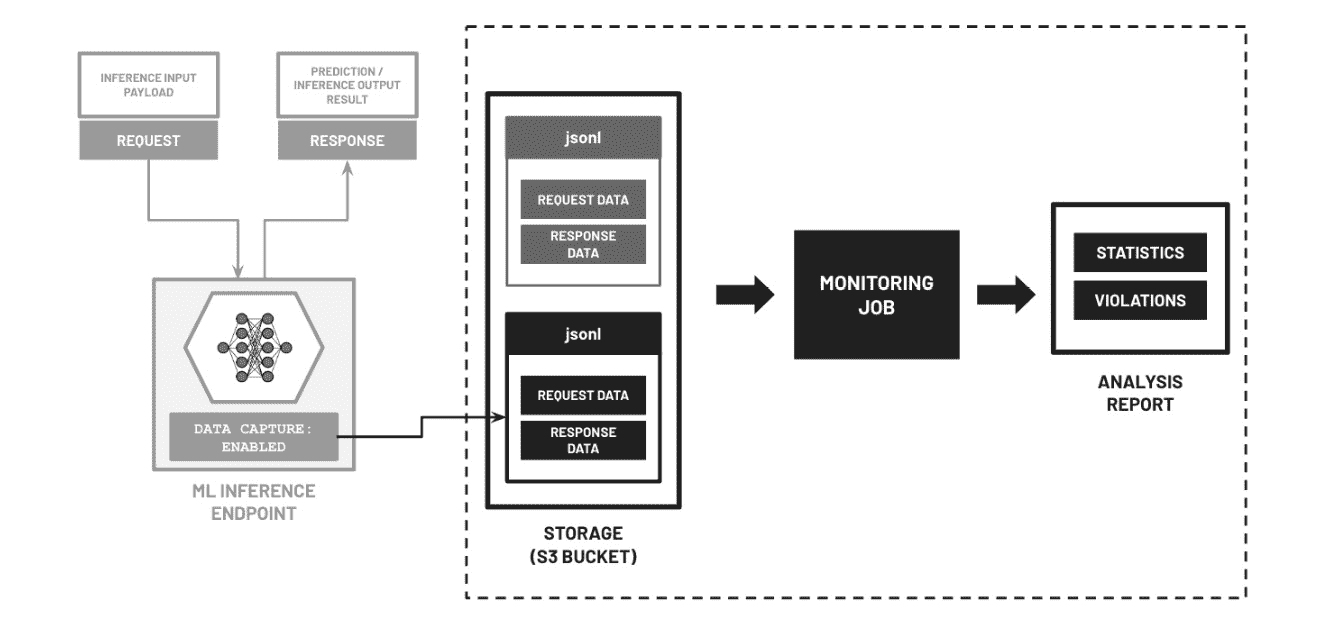 INFERENCE INPUT
PAYLOAD
REQUEST
PREDICTION /
INFERENCE OUTPUT
RESULT
RESPONSE
DATA CAPTURE:
ENABLED
ML INFERENCE
ENDPOINT
jsonl
REQUEST DATA
RESPONSE
DATA
jsonl
REQUEST DATA
RESPONSE
DATA
STORAGE
(S3 BUCKET)
MONITORING
JOB
STATISTICS
VIOLATIONS
ANALYSIS
REPORT